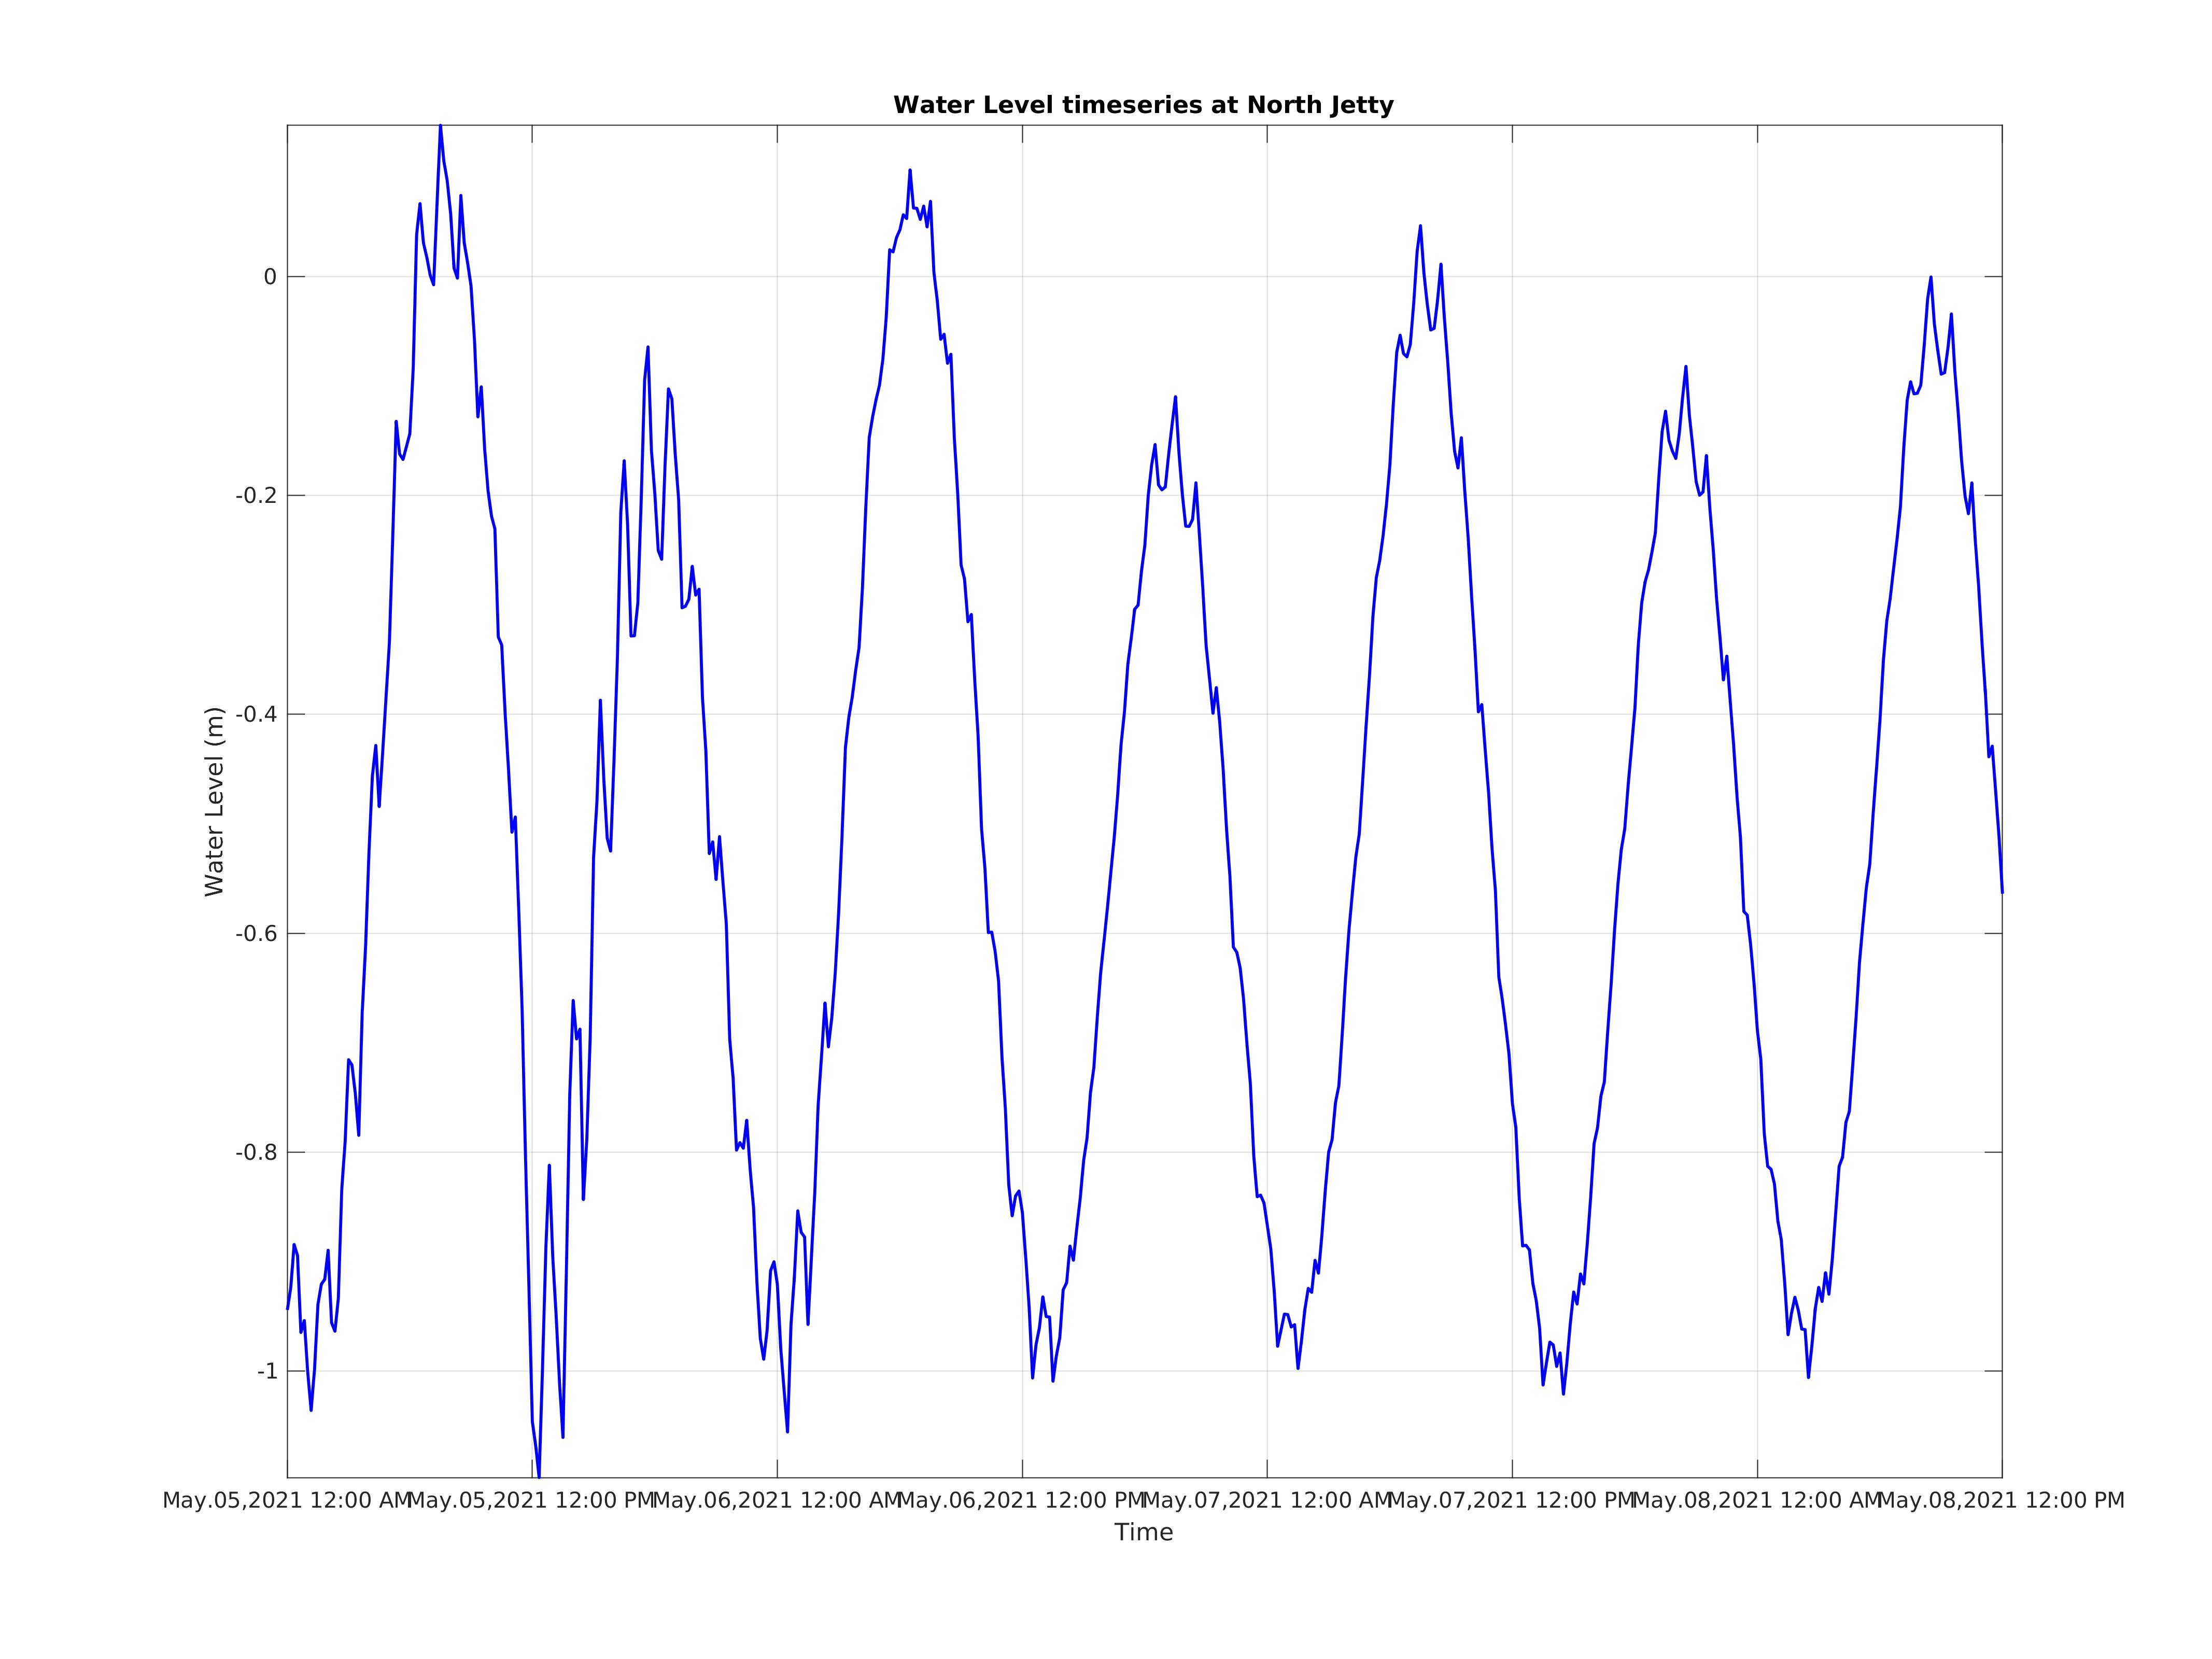 Water Level timeseries at North Jetty
0
-0.2
-0.4
-0.6
-0.8
-1
Water Level (m)
May.05,2021 12:00 AM May.05,2021 12:00 PM May.06,2021 12:00 AM May.06,2021 12:00 PM May.07,2021 12:00 AM May.07,2021 12:00 PM May.08,2021 12:00 AM May.08,2021 12:00 PM
Time